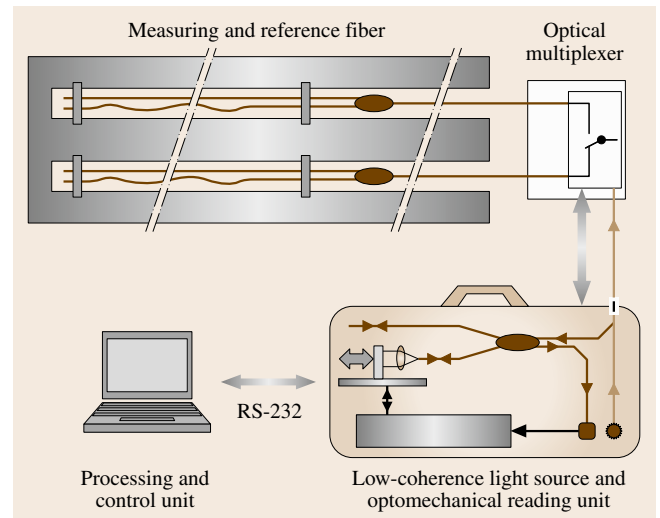 Measuring and reference fiber
Optical
multiplexer
RS-232
Processing and
control unit
Low-coherence light source and
optomechanical reading unit